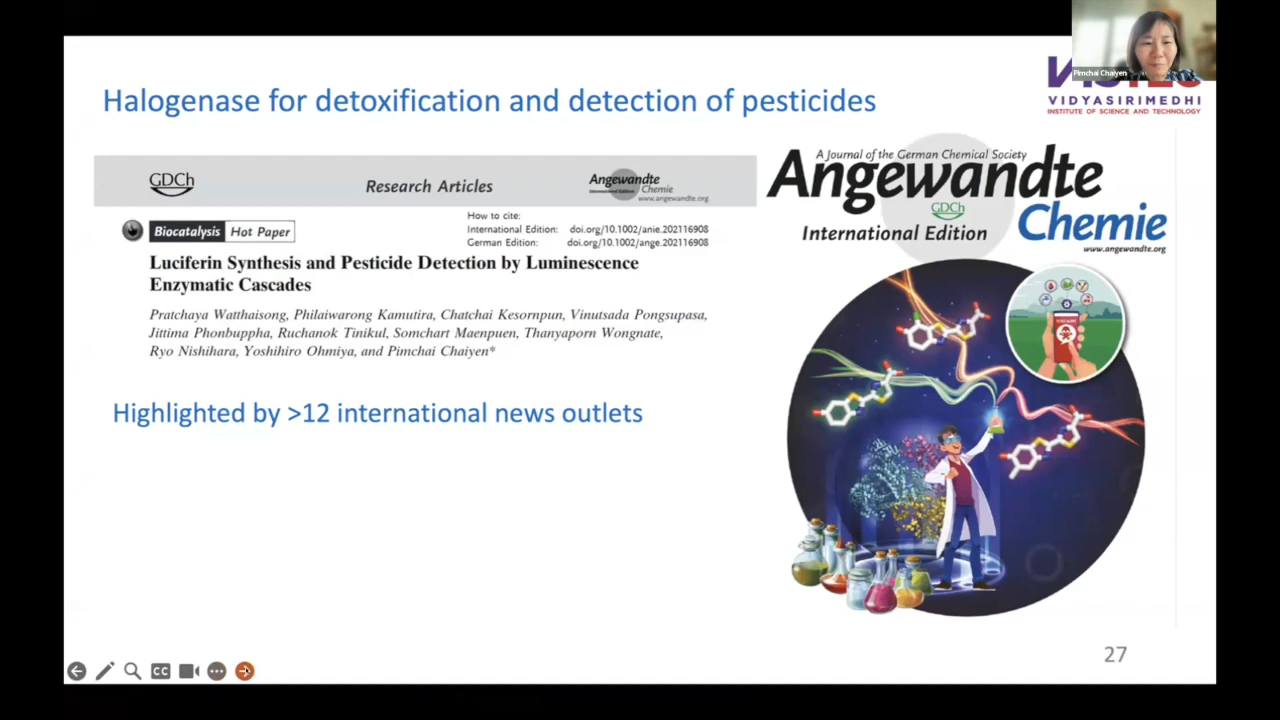 Pimchai Chaiyen
VIDYASIRIMEDHI
INSTITUTE OF SCIENCE AND TECHNOLOGY
Halogenase for detoxification and detection of pesticides
GDCh
Research Articles
Angewandte
International Edition
Chemie
www.angewandte.org
Biocatalysis Hot Paper
How to cite:
International Edition: doi.org/10.1002/anie.202116908
German Edition: doi.org/10.1002/ange.202116908
Luciferin Synthesis and Pesticide Detection by Luminescence
Enzymatic Cascades
Pratchaya Watthaisong, Philaiwarong Kamutira, Chatchai Kesornpun, Vinutsada Pongsupasa,
Jittima Phonbuppha, Ruchanok Tinikul, Somchart Maenpuen, Thanyaporn Wongnate,
Ryo Nishihara, Yoshihiro Ohmiya, and Pimchai Chaiyen*
Highlighted by >12 international news outlets
A Journal of the German Chemical Society
Angewandte
GDCh
International Edition
Chemie
www.angewandte.org
27
CC